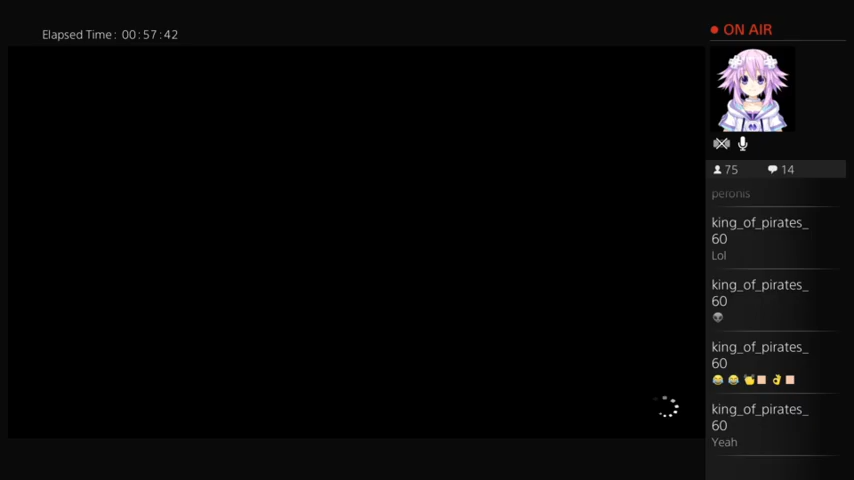 Elapsed Time: 00:57:42
ON AIR
75
14
peronis
king_of_pirates_
60
Lol
king_of_pirates_
60
king_of_pirates_
60
king_of_pirates_
60
Yeah